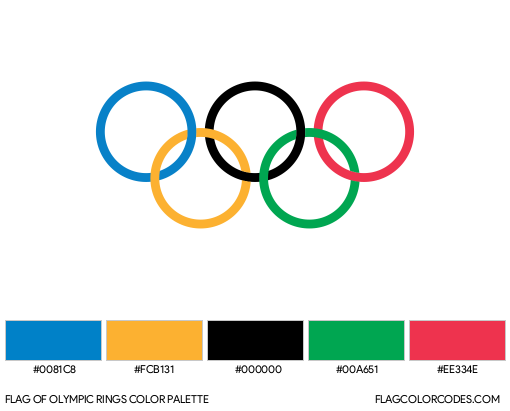 #0081C8 #FCB131 #000000 #00A651 #EE334E
FLAG OF OLYMPIC RINGS COLOR PALETTE FLAGCOLORCODES.COM